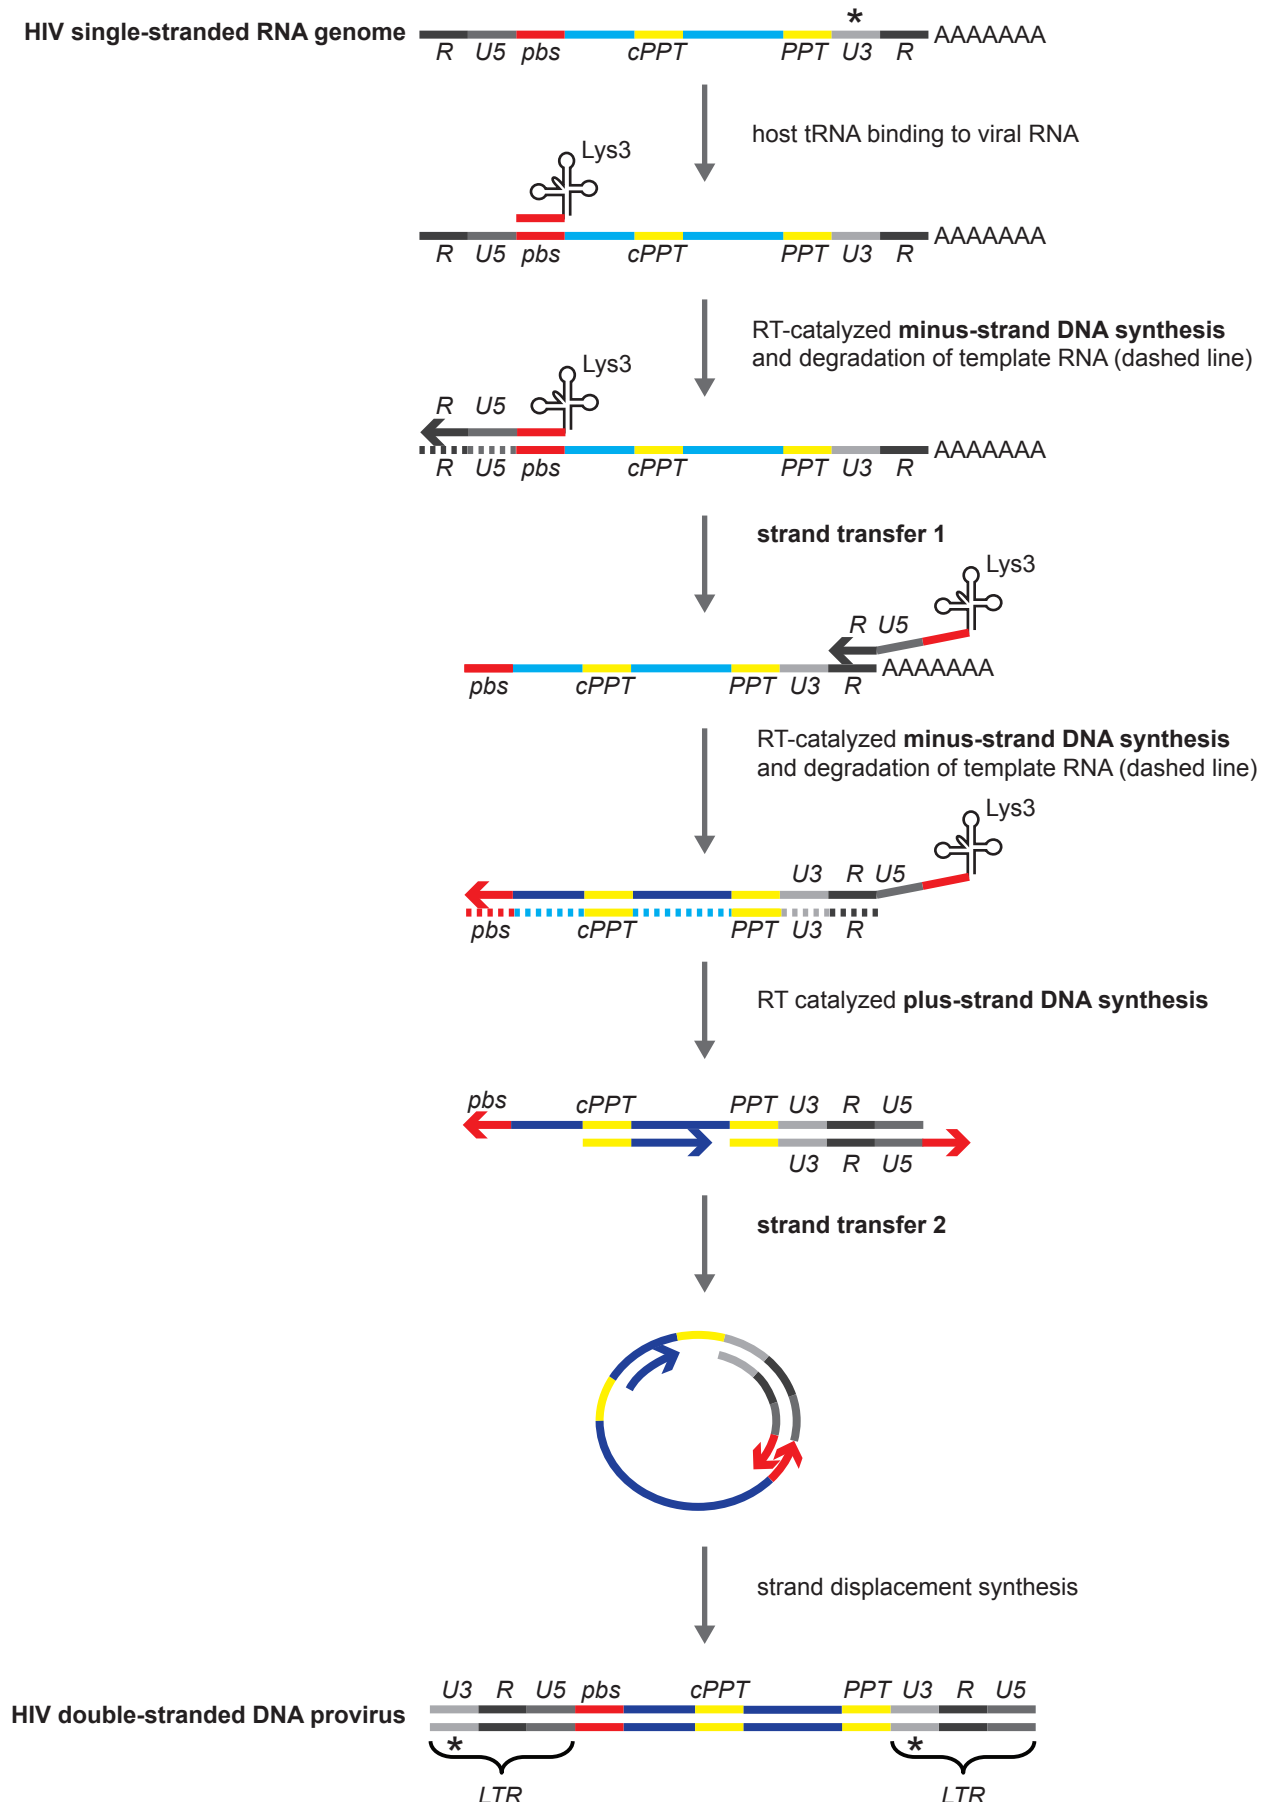 *
HIV single-stranded RNA genome
AAAAAAA
R U5 pbs cPPT PPT U3 R
host tRNA binding to viral RNA
Lys3
AAAAAAA
R U5 pbs cPPT PPT U3 R
RT-catalyzed minus-strand DNA synthesis
and degradation of template RNA (dashed line)
Lys3
R U5
AAAAAAA
R U5 pbs cPPT PPT U3 R
strand transfer 1
Lys3
R U5
AAAAAAA
pbs cPPT PPT U3 R
RT-catalyzed minus-strand DNA synthesis
and degradation of template RNA (dashed line)
Lys3
U3 R U5
pbs cPPT PPT U3 R
RT catalyzed plus-strand DNA synthesis
pbs cPPT PPT U3 R U5
U3 R U5
strand transfer 2
strand displacement synthesis
U3 R U5 pbs cPPT PPT U3 R U5
HIV double-stranded DNA provirus
* *
LTR LTR